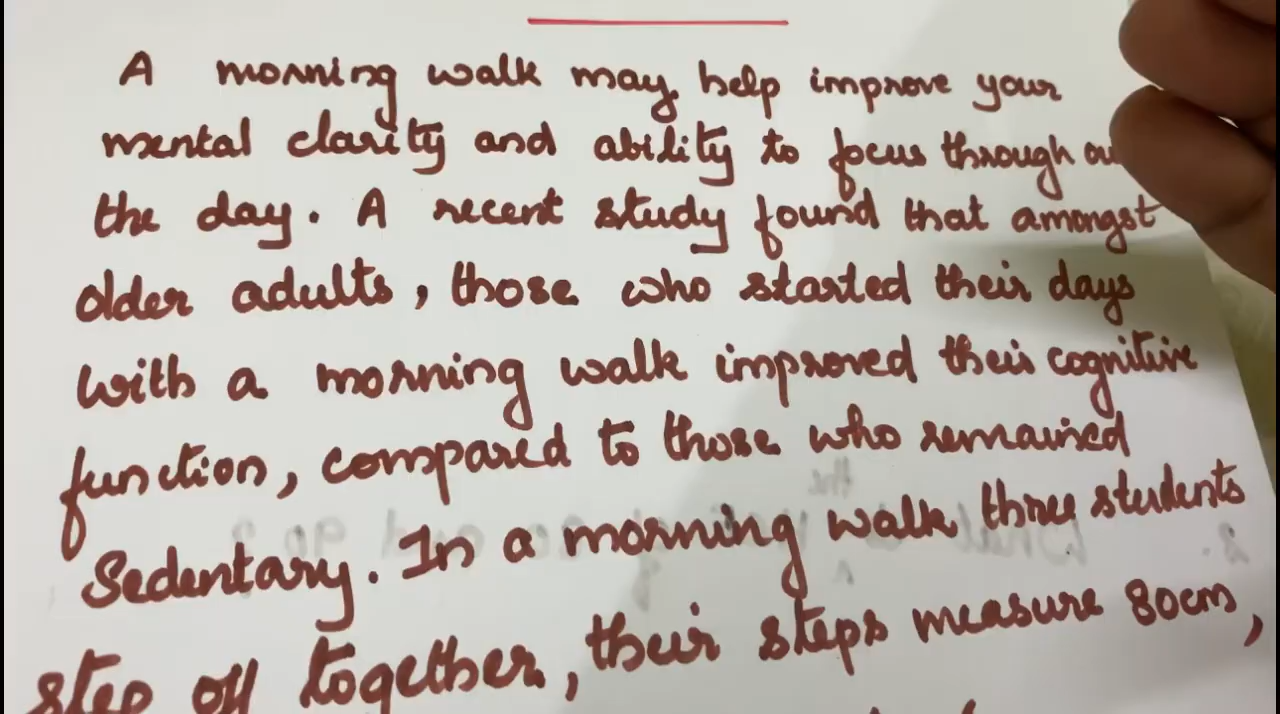 A morning walk may help improve your
mental clarity and ability to focus through
the day. A recent study found that amongst
older adults, those who started their days
with a morning walk improved their cognitive
function, compared to those who remained
Sedentary. In a morning walk three students
step off together, their steps measure 80cm,